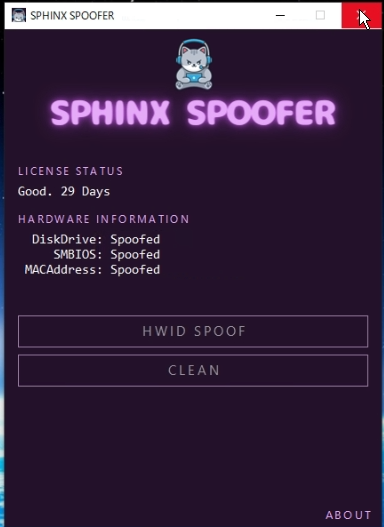 SPHINX SPOOFER
SPHINX SPOOFER
LICENSE STATUS
Good. 29 Days
HARDWARE INFORMATION
DiskDrive: Spoofed
SMBIOS: Spoofed
MACAddress: Spoofed
HWID SPOOF
CLEAN
ABOUT